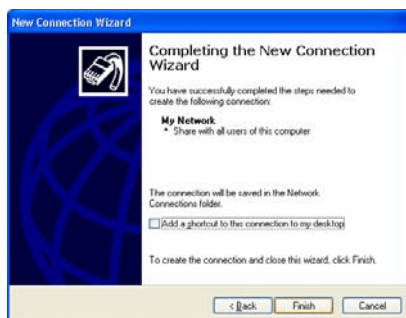 New Connection Wizard
Completing the New Connection
Wizard
You have successfully completed the steps needed to
create the following connection:
My Network
• Share with all users of this computer
The connection will be saved in the Network
Connections folder.
Add a shortcut to this connection to my desktop
To create the connection and close this wizard, click Finish.
< Back Finish Cancel